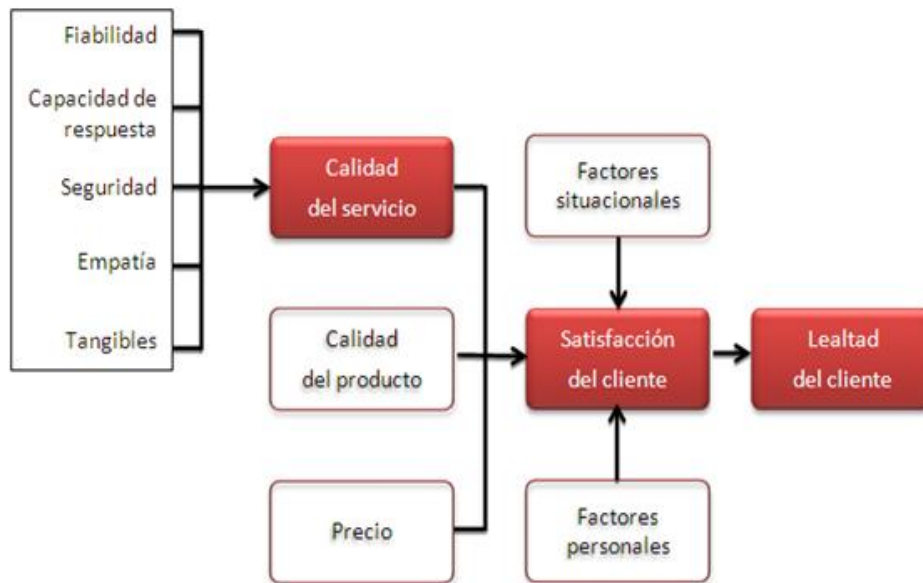 Fiabilidad
Capacidad de
respuesta
Seguridad
Empatía
Tangibles
Calidad
del servicio
Calidad
del producto
Precio
Factores
situacionales
Satisfacción
del cliente
Factores
personales
Lealtad
del cliente